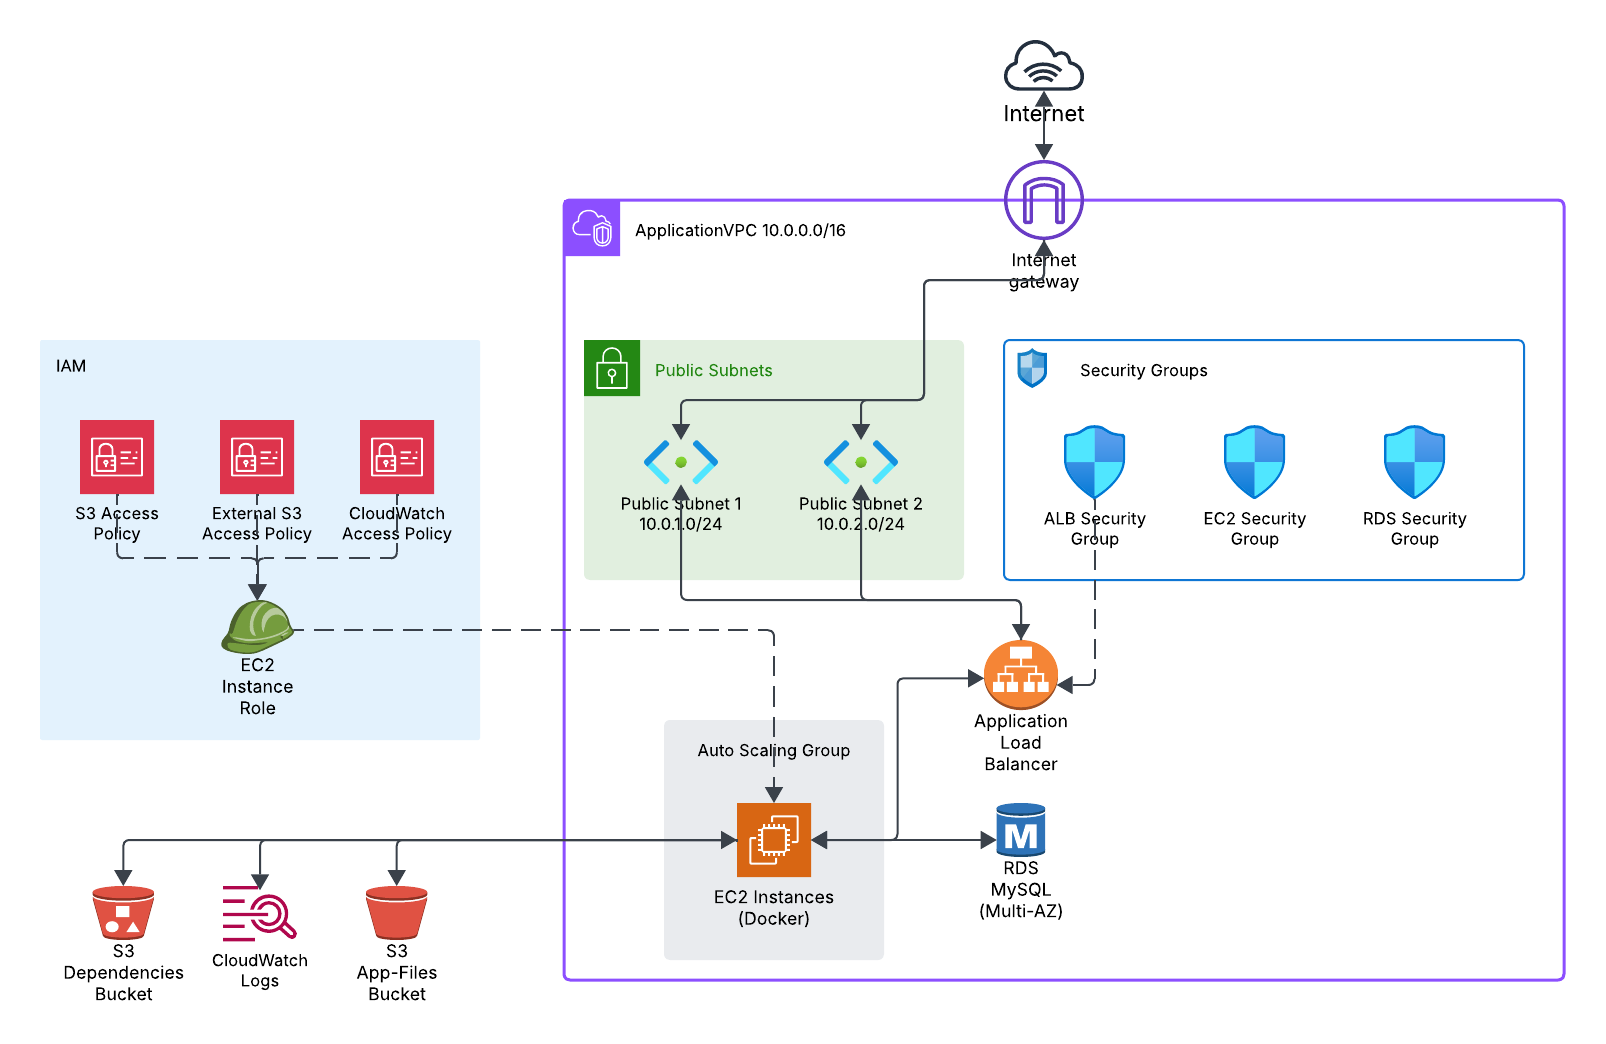 Internet
ApplicationVPC 10.0.0.0/16
Internet
gateway
IAM
Public Subnets
Security Groups
S3 Access
Policy
External S3
Access Policy
CloudWatch
Access Policy
Public Subnet 1
10.0.1.0/24
Public Subnet 2
10.0.2.0/24
ALB Security
Group
EC2 Security
Group
RDS Security
Group
EC2
Instance
Role
Application
Load
Balancer
Auto Scaling Group
EC2 Instances
(Docker)
M
RDS
MySQL
(Multi-AZ)
S3
Dependencies
Bucket
CloudWatch
Logs
S3
App-Files
Bucket